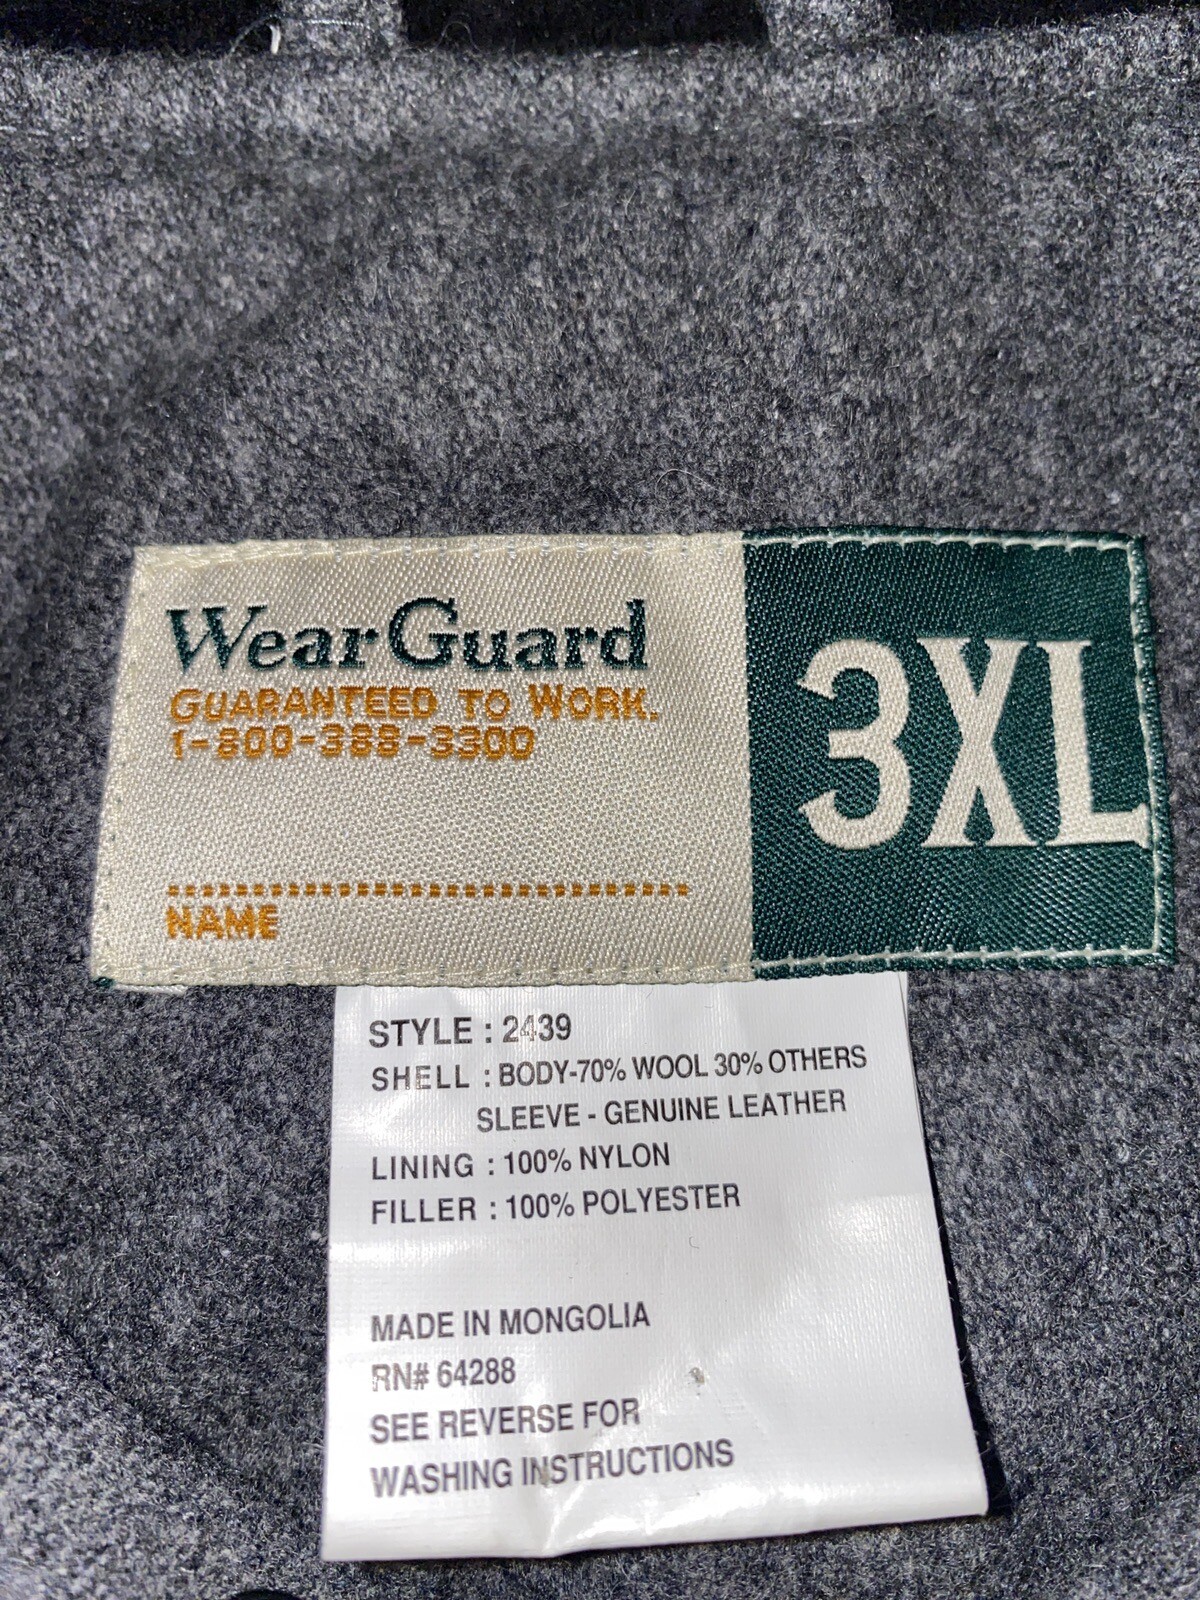 WearGuard
GUARANTEED TO WORK.
1-800-388-3300
NAME
3XL
STYLE : 2439
SHELL : BODY-70% WOOL 30% OTHERS
SLEEVE - GENUINE LEATHER
LINING : 100% NYLON
FILLER : 100% POLYESTER
MADE IN MONGOLIA
RN# 64288
SEE REVERSE FOR
WASHING INSTRUCTIONS